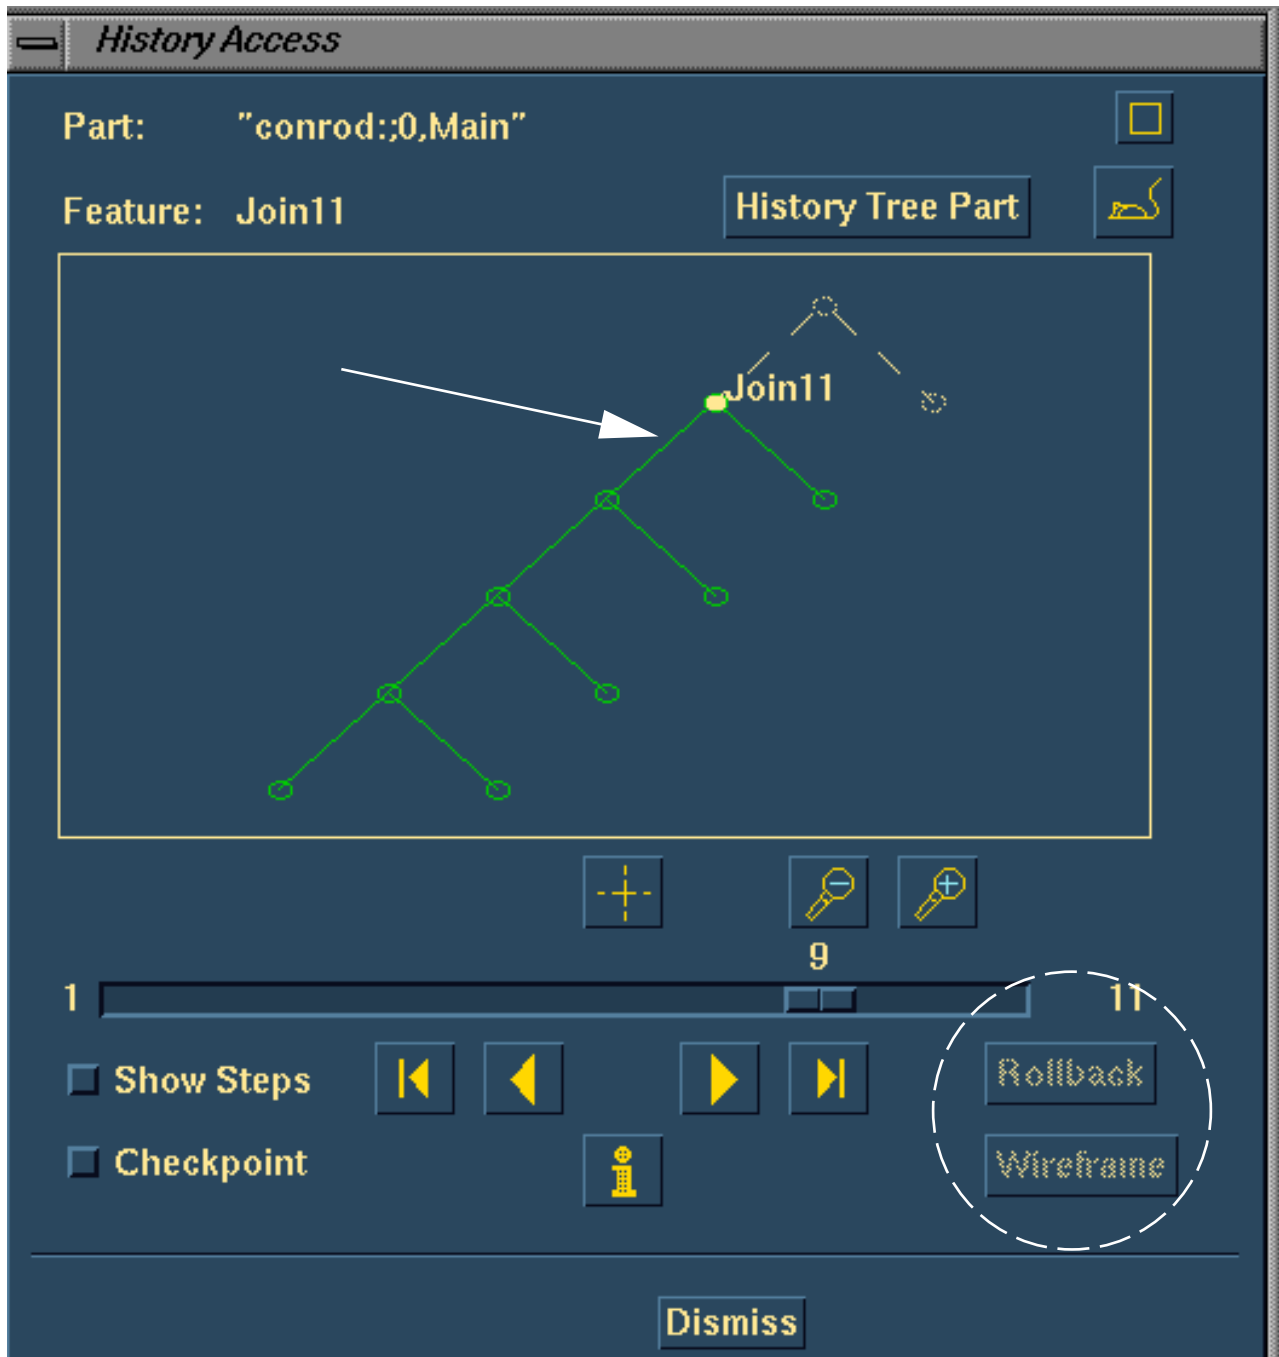 History Access
Part: "conrod:;0,Main"
Feature: Join11
History Tree Part
Join11
9
1
11
Show Steps
Rollback
Checkpoint
Wireframe
Dismiss